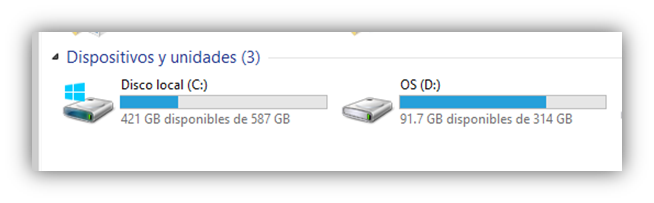 Dispositivos y unidades (3)
Disco local (C:)
421 GB disponibles de 587 GB
OS (D:)
91.7 GB disponibles de 314 GB